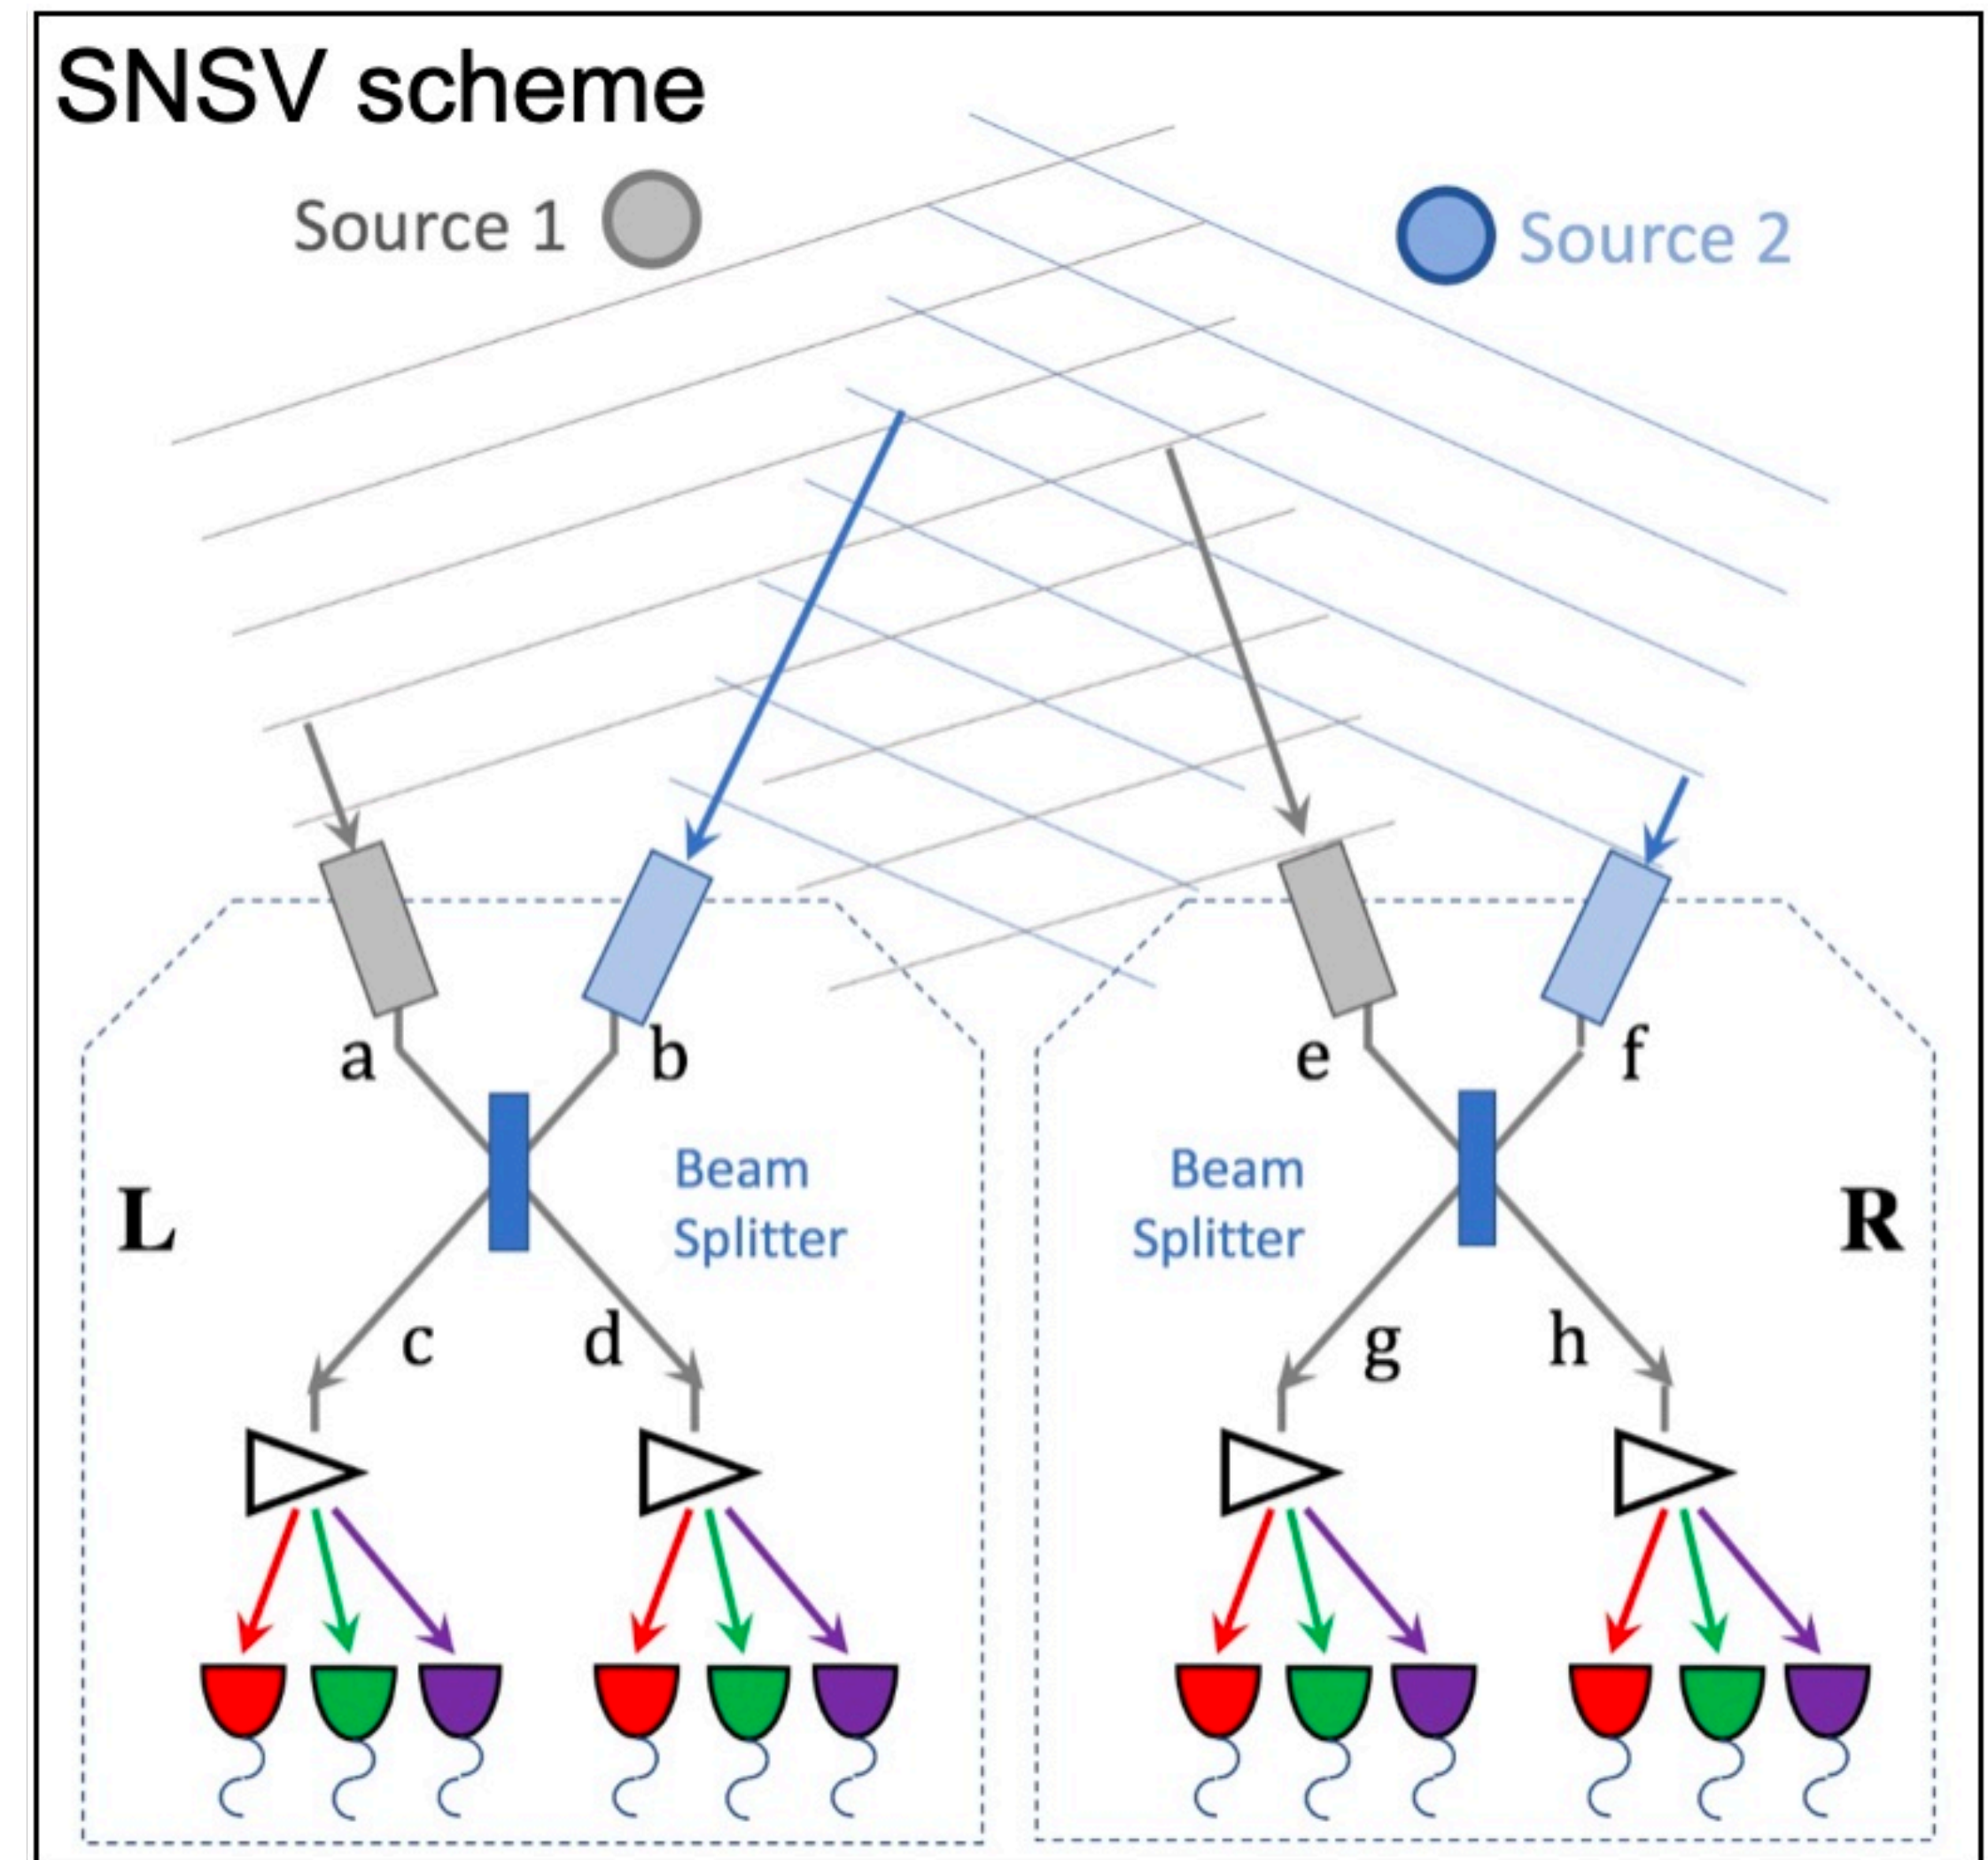 SNSV scheme
Source 1
Source 2
a
b
e
f
L
Beam
Splitter
Beam
Splitter
R
c
d
g
h